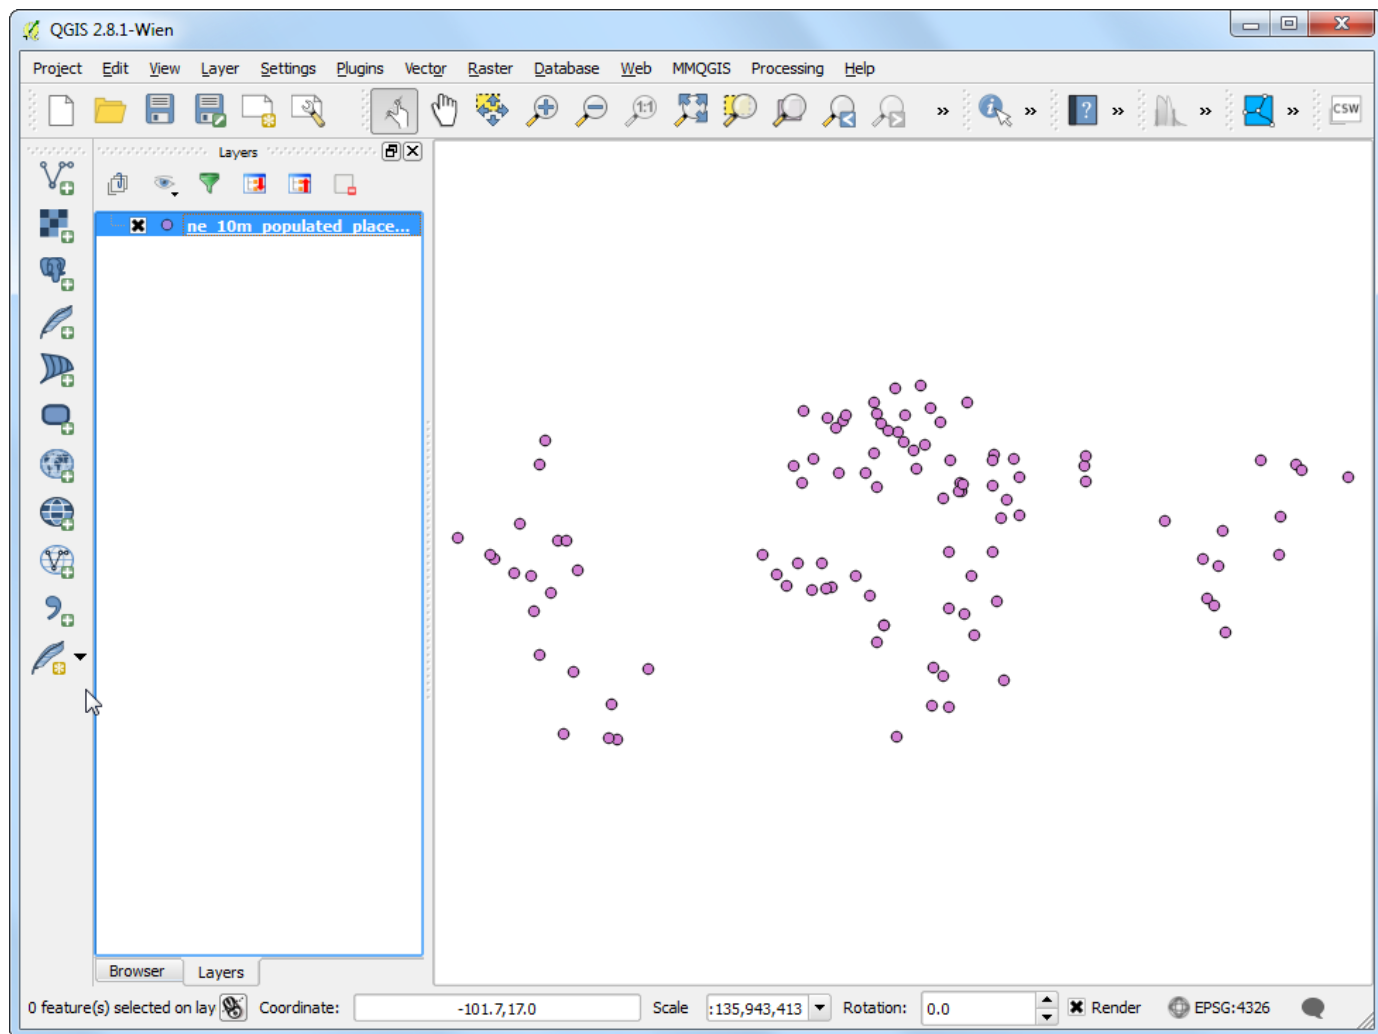 QGIS 2.8.1-Wien
Project Edit View Layer Settings Plugins Vector Raster Database Web MMQGIS Processing Help
1:1 » » ? » » » CSW
Layers
ne_10m_populated_place...
Browser Layers
0 feature(s) selected on lay Coordinate: -101.7,17.0 Scale :135,943,413 Rotation: 0.0 Render EPSG:4326